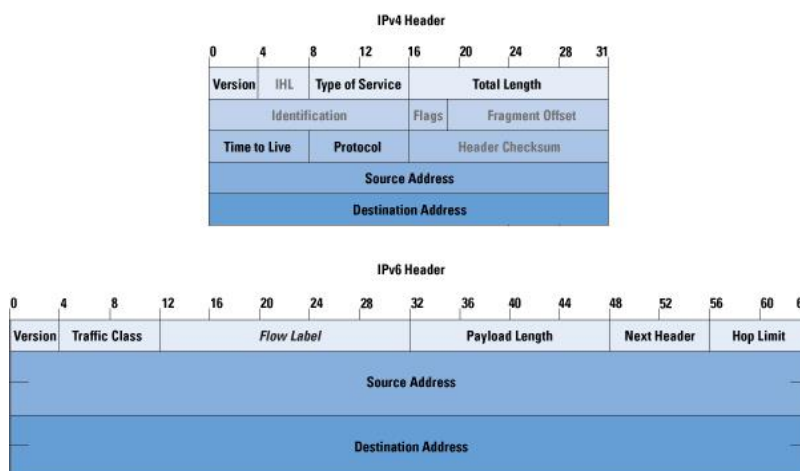 IPv4 Header
0 4 8 12 16 20 24 28 31
Version IHL Type of Service Total Length
Identification Flags Fragment Offset
Time to Live Protocol Header Checksum
Source Address
Destination Address
IPv6 Header
0 4 8 12 16 20 24 28 32 36 40 44 48 52 56 60
Version Traffic Class Flow Label Payload Length Next Header Hop Limit
Source Address
Destination Address